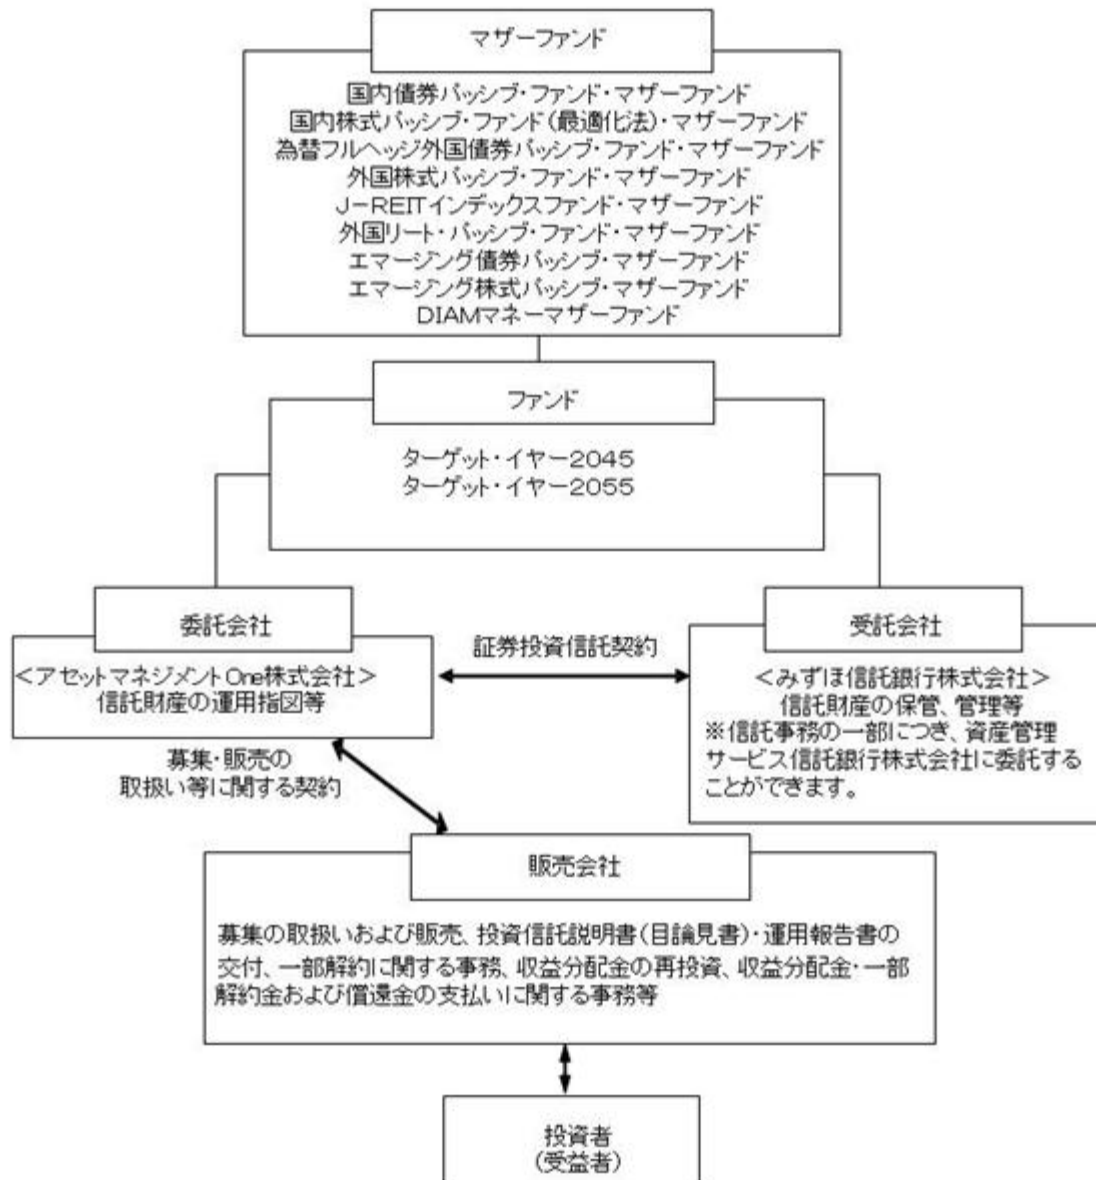 マザーファンド
国内債券パッシブ・ファンド・マザーファンド
国内株式パッシブ・ファンド(最適化法)・マザーファンド
為替フルヘッジ外国債券パッシブ・ファンド・マザーファンド
外国株式パッシブ・ファンド・マザーファンド
J－REITインデックスファンド・マザーファンド
外国リート・パッシブ・ファンド・マザーファンド
エマージング債券パッシブ・マザーファンド
エマージング株式パッシブ・マザーファンド
DIAMマネーマザーファンド
ファンド
ターゲット・イヤー2045
ターゲット・イヤー2055
委託会社
＜アセットマネジメントOne株式会社＞
信託財産の運用指図等
証券投資信託契約
受託会社
＜みずほ信託銀行株式会社＞
信託財産の保管、管理等
※信託事務の一部につき、資産管理
サービス信託銀行株式会社に委託する
ことができます。
募集・販売の
取扱い等に関する契約
販売会社
募集の取扱いおよび販売、投資信託説明書(目論見書)・運用報告書の
交付、一部解約に関する事務、収益分配金の再投資、収益分配金・一部
解約金および償還金の支払いに関する事務等
投資者
(受益者)